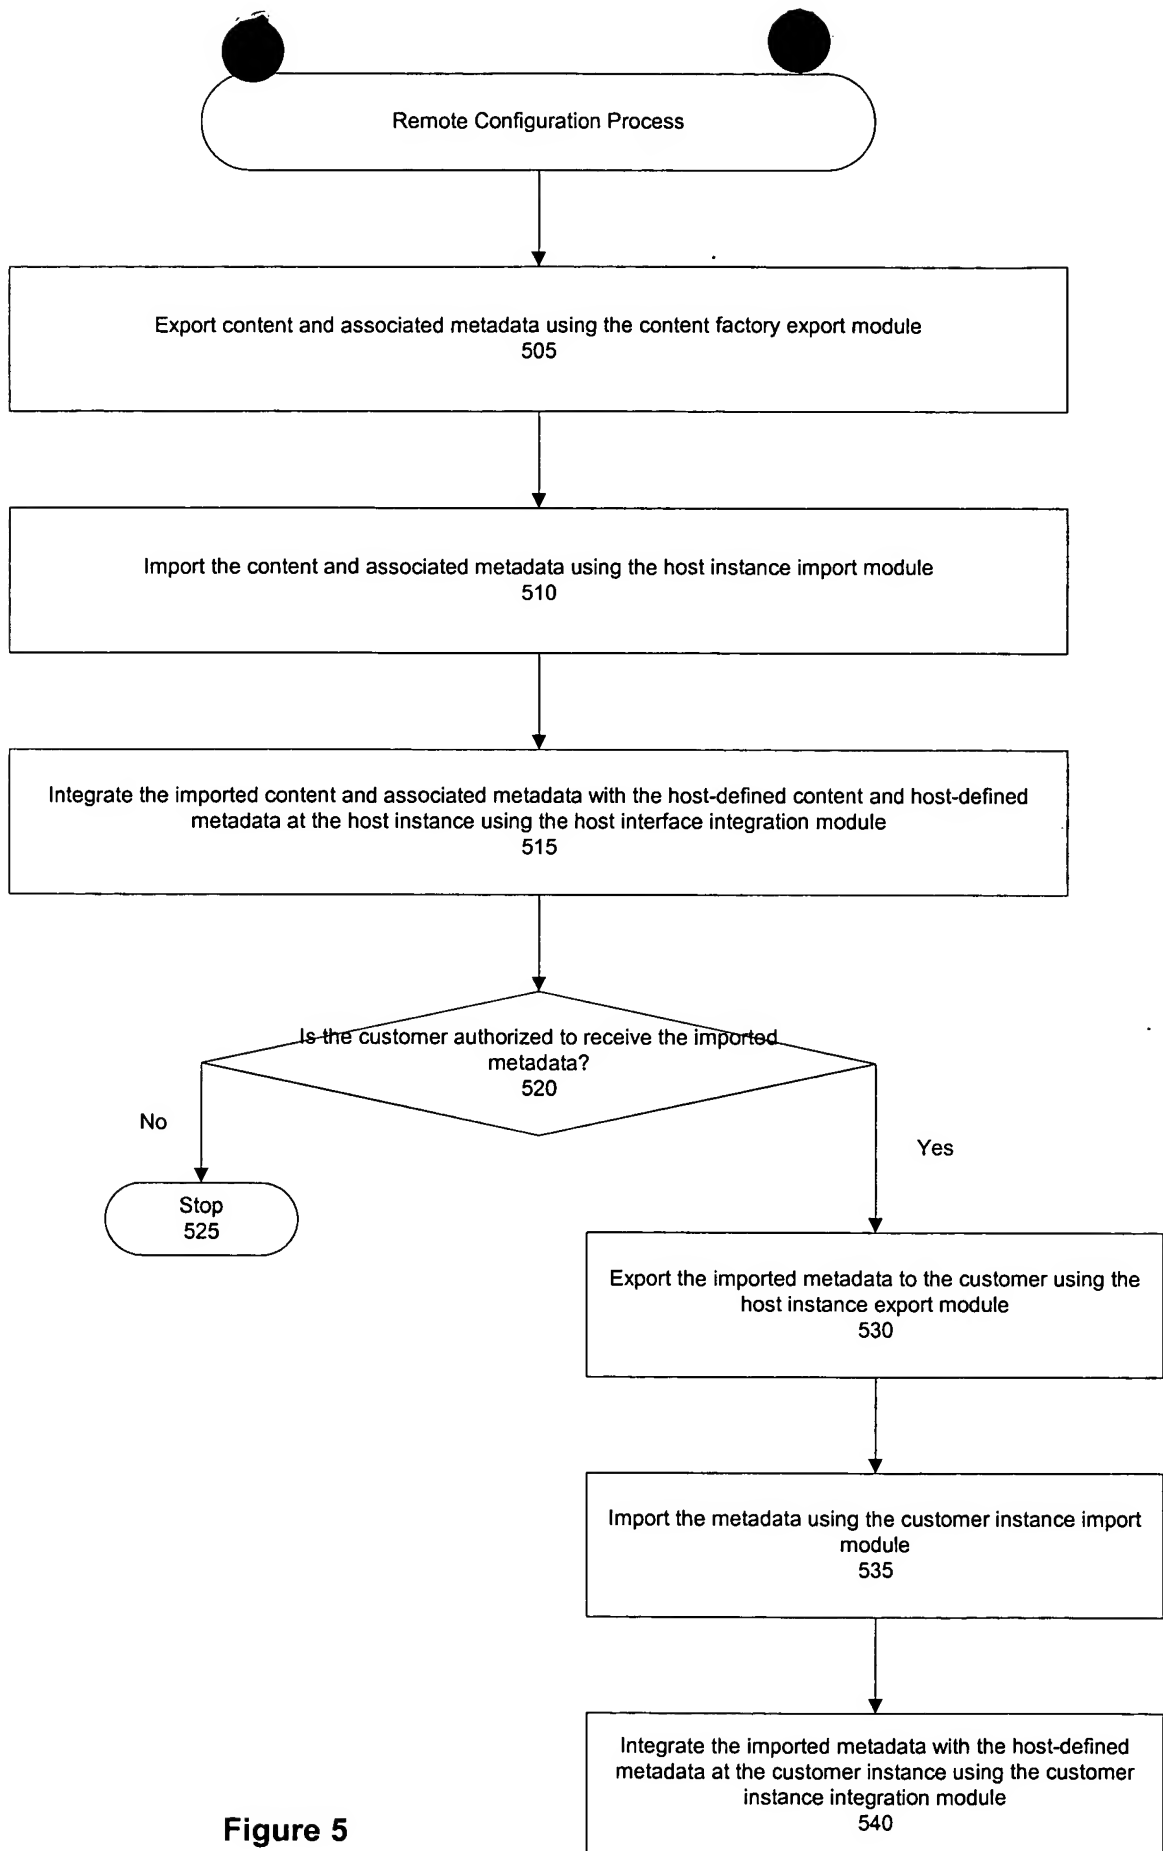 Remote Configuration Process
Export content and associated metadata using the content factory export module
505
Import the content and associated metadata using the host instance import module
510
Integrate the imported content and associated metadata with the host-defined content and host-defined
metadata at the host instance using the host interface integration module
515
Is the customer authorized to receive the imported
metadata?
520
No
Yes
Stop
525
Export the imported metadata to the customer using the
host instance export module
530
Import the metadata using the customer instance import
module
535
Integrate the imported metadata with the host-defined
metadata at the customer instance using the customer
instance integration module
540
Figure 5